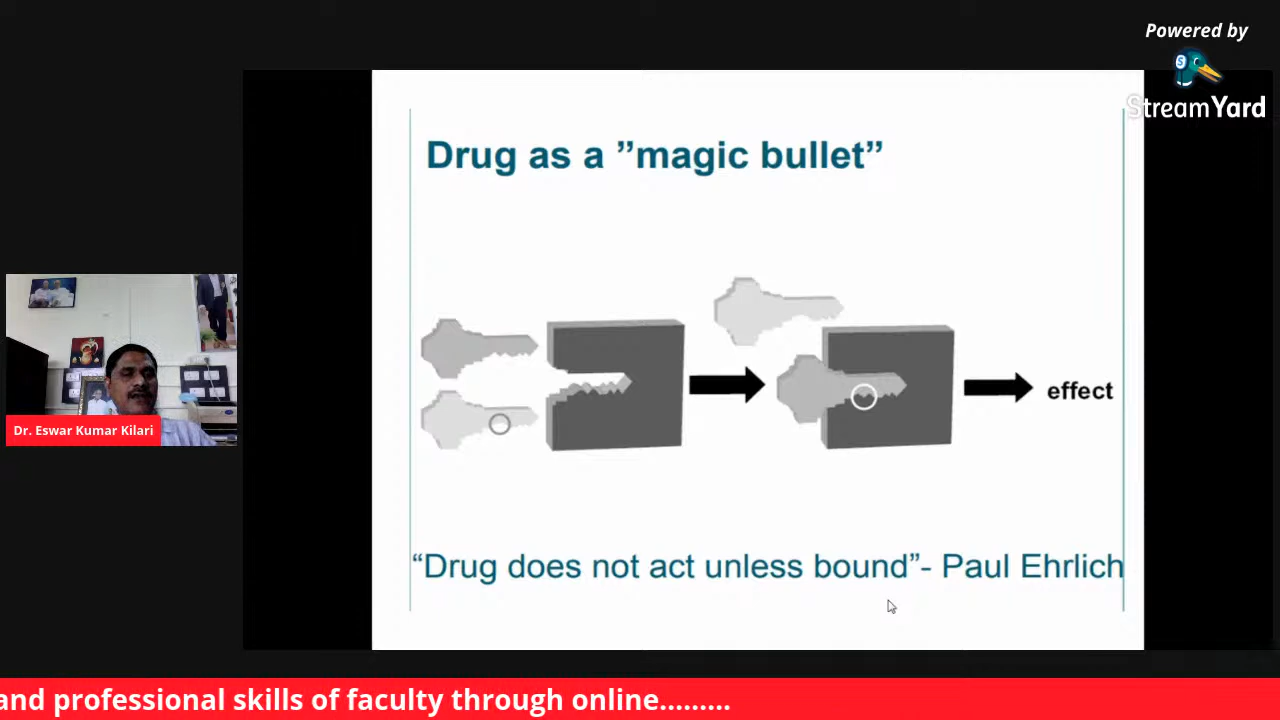 Powered by
StreamYard
Drug as a ”magic bullet”
effect
“Drug does not act unless bound”- Paul Ehrlich
Dr. Eswar Kumar Kilari
and professional skills of faculty through online.........